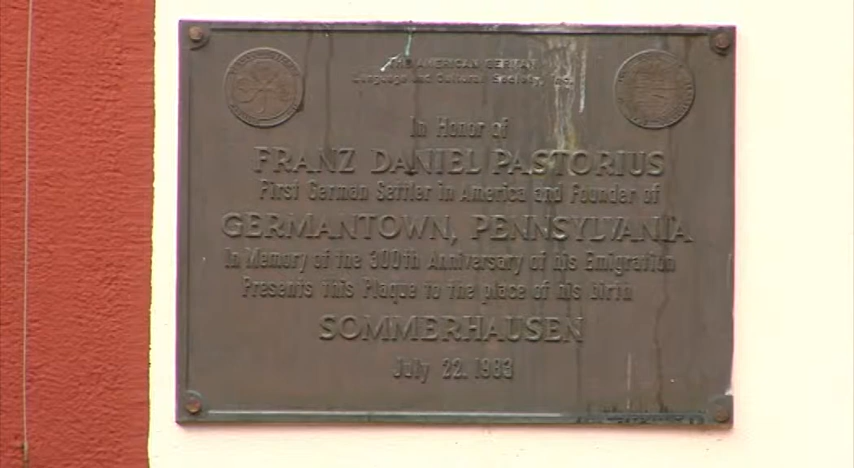 THE AMERICAN GERMAN
Language and Cultural Society, Inc.
In Honor of
FRANZ DANIEL PASTORIUS
First German Settler in America and Founder of
GERMANTOWN, PENNSYLVANIA
In Memory of the 300th Anniversary of his Emigration
Presents this Plaque to the place of his birth
SOMMERHAUSEN
July 22. 1983